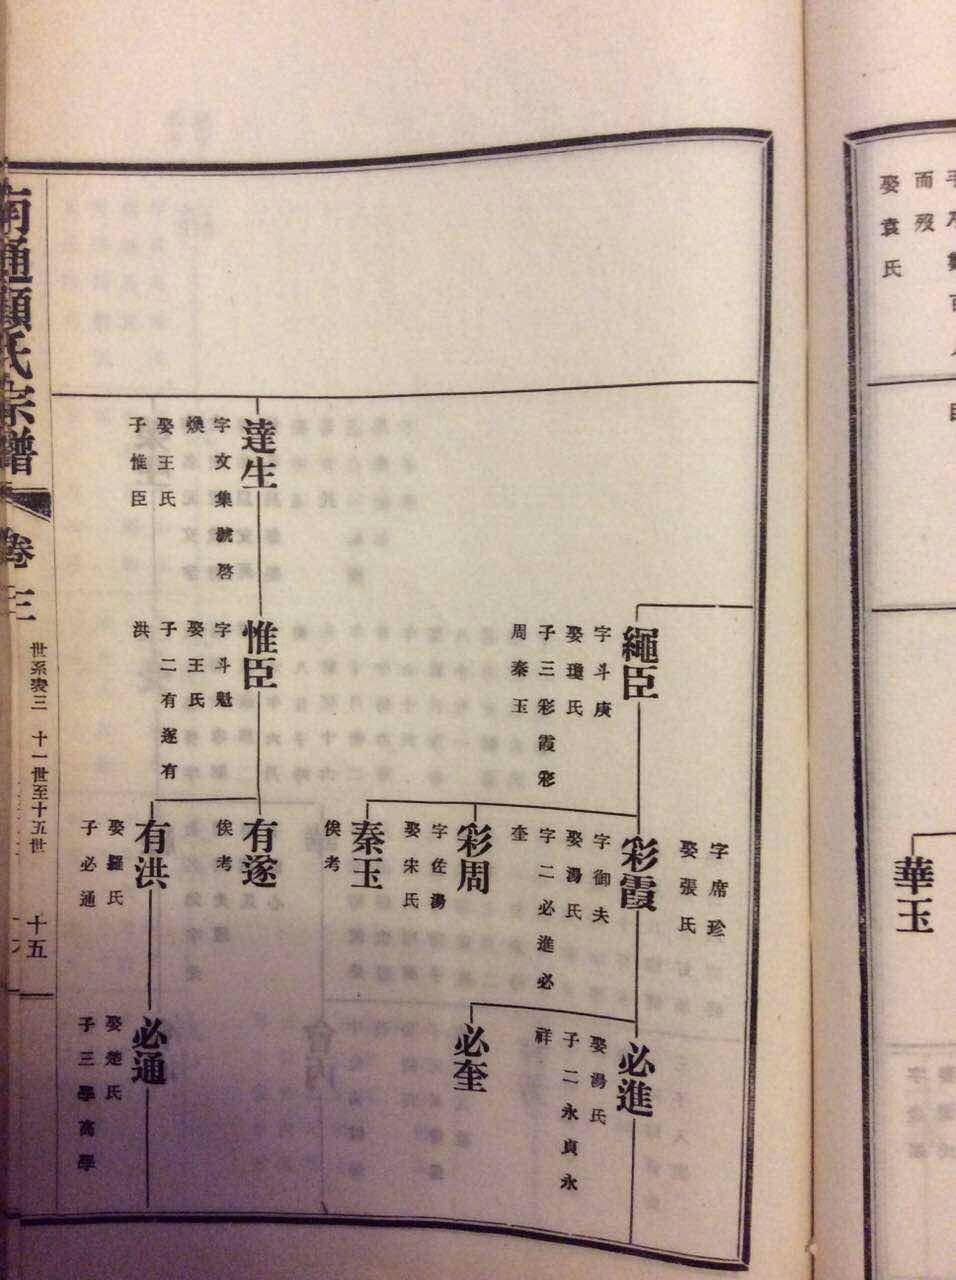 而歿
娶袁氏
華玉
繩臣
字斗庚
娶瓊氏
子三彩霞彩
周秦玉
字席珍
娶張氏
彩霞
字御夫
娶湯氏
字二必進必
奎
彩周
字佐湯
娶宋氏
秦玉
俟考
必進
娶湯氏
子二永貞永
祥
必奎
達生
字文集號啓
煥
娶王氏
子惟臣
惟臣
字斗魁
娶王氏
子二有遂有
洪
有遂
俟考
有洪
娶羅氏
子必通
必通
娶楚氏
子三學高學
南通顧氏宗譜
卷三
世系表三 十一世至十五世
十五